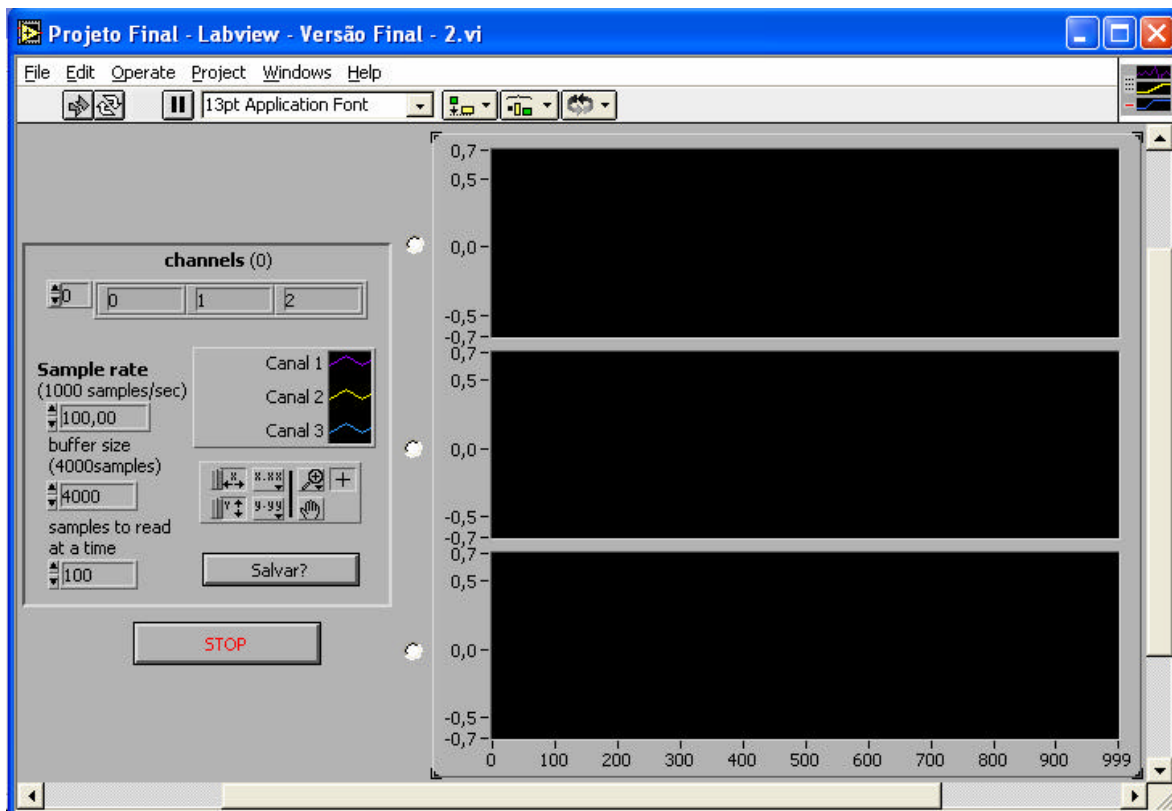 Projeto Final - Labview - Versão Final - 2.vi
File Edit Operate Project Windows Help
13pt Application Font
channels (0)
0 0 1 2
Sample rate
(1000 samples/sec)
100,00
buffer size
(4000samples)
4000
samples to read
at a time
100
Canal 1
Canal 2
Canal 3
X x.xx
Y y.yy
Salvar?
STOP
0,7
0,5
0,0
-0,5
-0,7
0,7
0,5
0,0
-0,5
-0,7
0,7
0,5
0,0
-0,5
-0,7
0 100 200 300 400 500 600 700 800 900 999